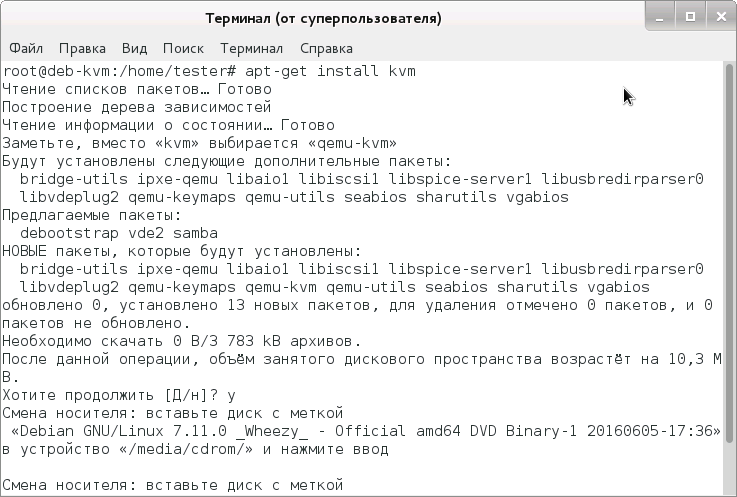 Терминал (от суперпользователя)
Файл Правка Вид Поиск Терминал Справка
root@deb-kvm:/home/tester# apt-get install kvm
Чтение списков пакетов… Готово
Построение дерева зависимостей
Чтение информации о состоянии… Готово
Заметьте, вместо «kvm» выбирается «qemu-kvm»
Будут установлены следующие дополнительные пакеты:
  bridge-utils ipxe-qemu libaio1 libiscsi1 libspice-server1 libusbredirparser0
  libvdeplug2 qemu-keymaps qemu-utils seabios sharutils vgabios
Предлагаемые пакеты:
  debootstrap vde2 samba
НОВЫЕ пакеты, которые будут установлены:
  bridge-utils ipxe-qemu libaio1 libiscsi1 libspice-server1 libusbredirparser0
  libvdeplug2 qemu-keymaps qemu-kvm qemu-utils seabios sharutils vgabios
обновлено 0, установлено 13 новых пакетов, для удаления отмечено 0 пакетов, и 0
пакетов не обновлено.
Необходимо скачать 0 B/3 783 kB архивов.
После данной операции, объём занятого дискового пространства возрастёт на 10,3 M
B.
Хотите продолжить [Д/н]? y
Смена носителя: вставьте диск с меткой
 «Debian GNU/Linux 7.11.0 _Wheezy_ - Official amd64 DVD Binary-1 20160605-17:36»
в устройство «/media/cdrom/» и нажмите ввод

Смена носителя: вставьте диск с меткой